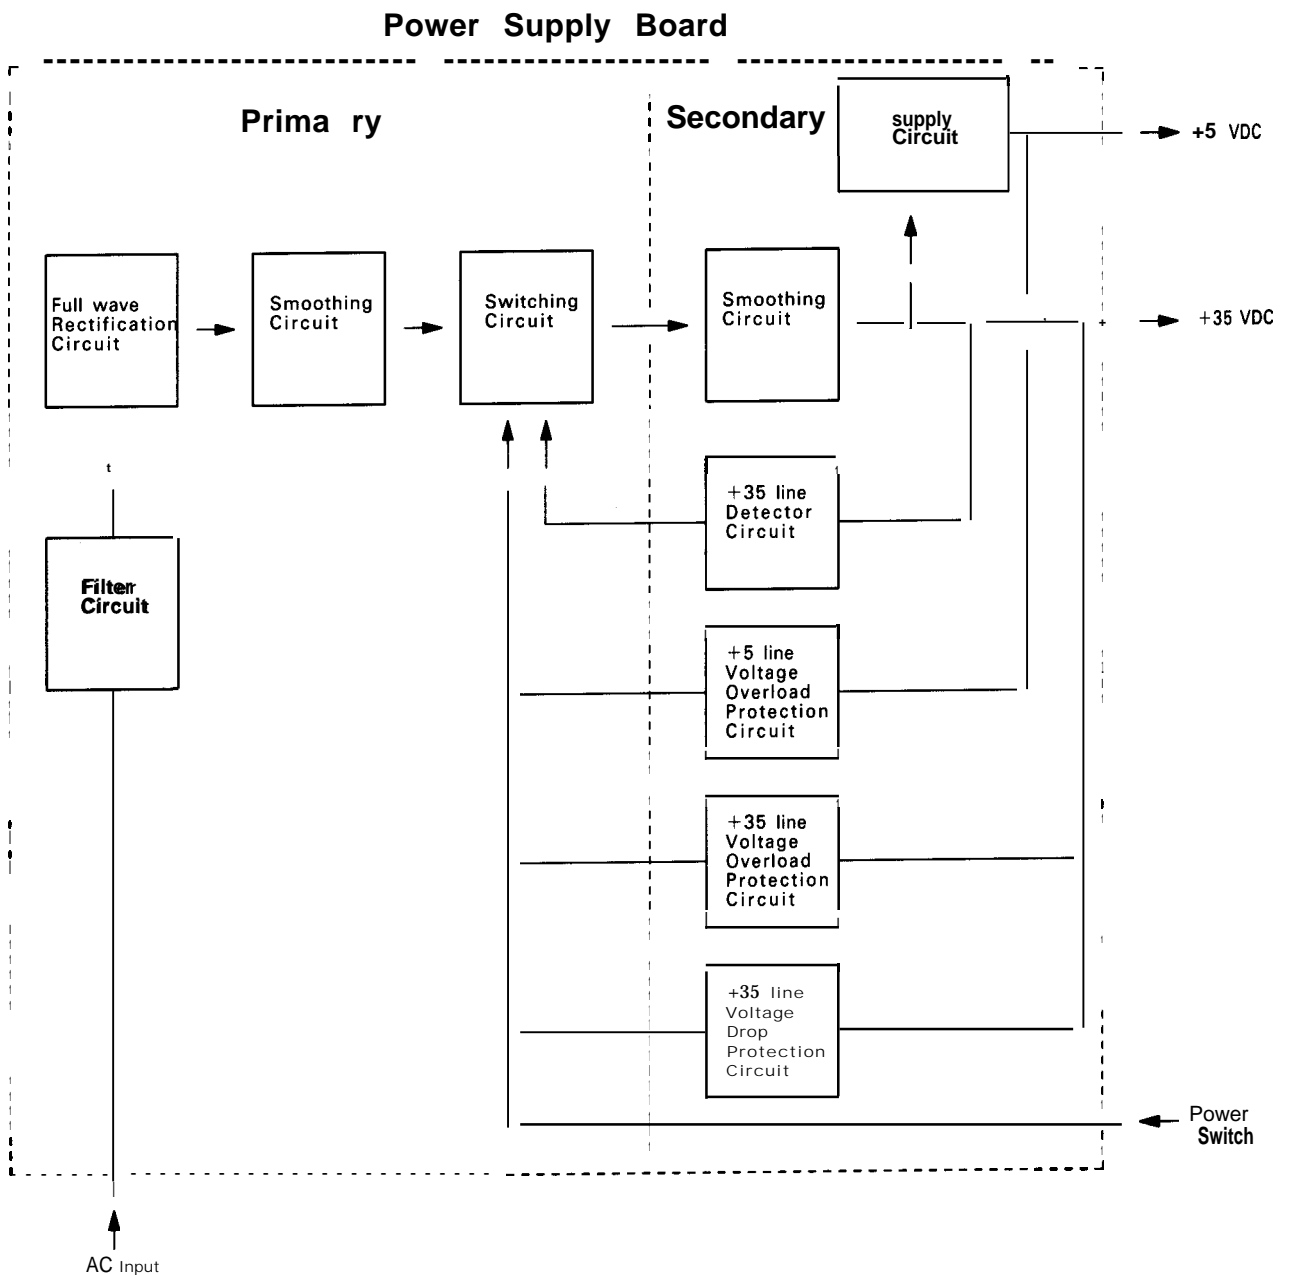 Power Supply Board
Prima ry
Secondary
supply
Circuit
+5 VDC
Full wave
Rectification
Circuit
Smoothing
Circuit
Switching
Circuit
Smoothing
Circuit
+35 VDC
t
+35 line
Detector
Circuit
Filter
Circuit
+5 line
Voltage
Overload
Protection
Circuit
+35 line
Voltage
Overload
Protection
Circuit
+35 line
Voltage
Drop
Protection
Circuit
Power
Switch
AC Input